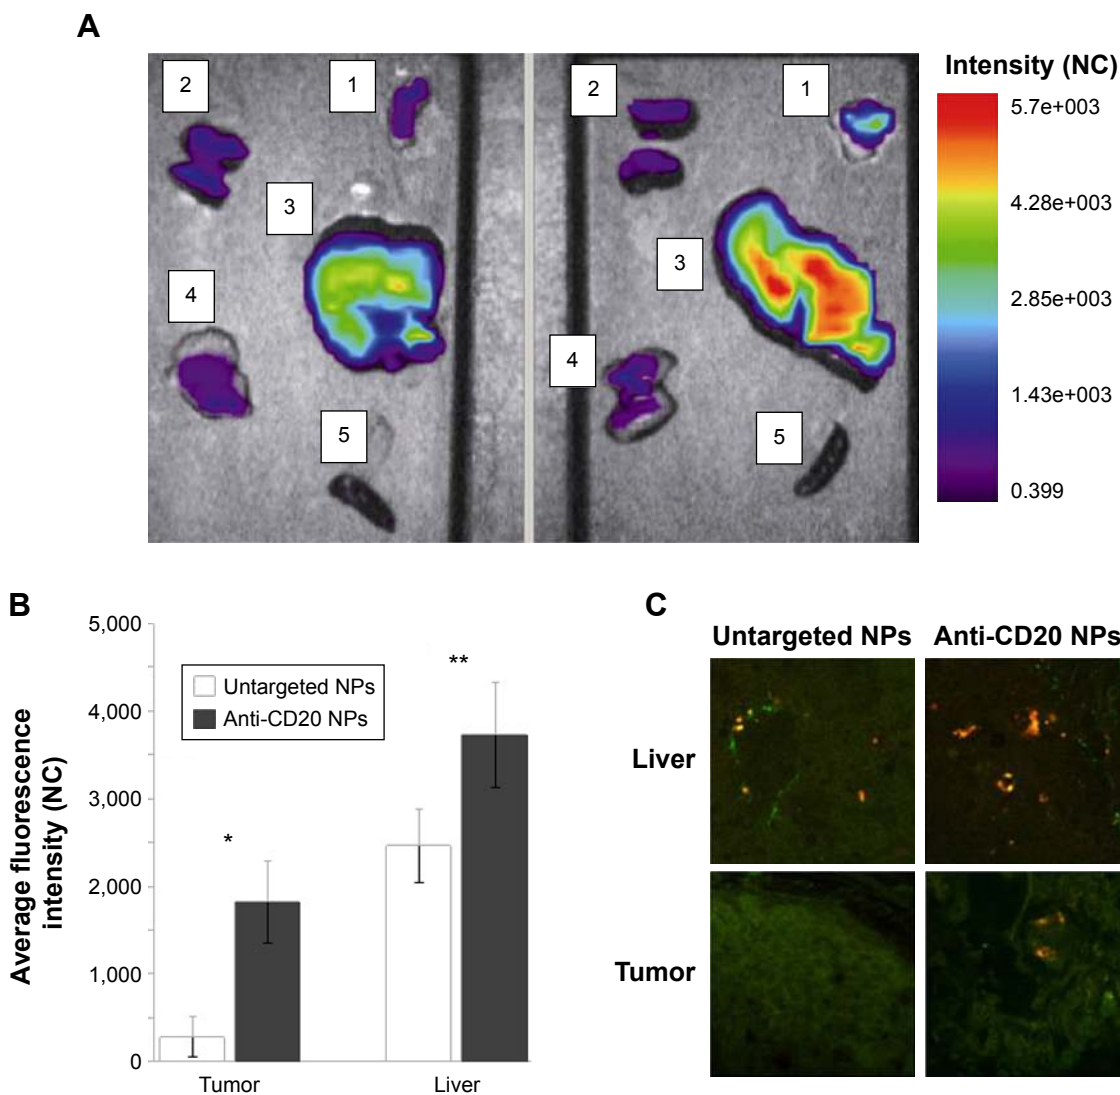 A
2
1
3
4
5
2
1
3
4
5
Intensity (NC)
5.7e+003
4.28e+003
2.85e+003
1.43e+003
0.399
B
Average fluorescence
intensity (NC)
5,000
4,000
3,000
2,000
1,000
0
Untargeted NPs
Anti-CD20 NPs
*
**
Tumor
Liver
C
Untargeted NPs
Anti-CD20 NPs
Liver
Tumor